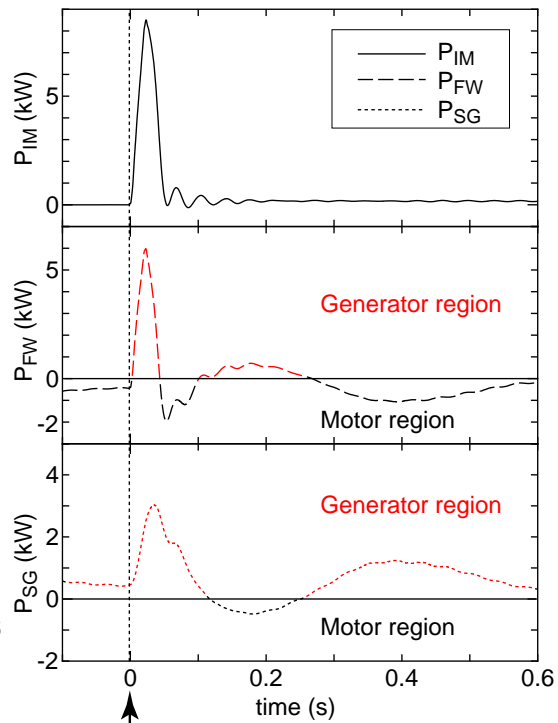 P_IM
P_FW
P_SG
P_IM (kW)
5
0
P_FW (kW)
5
0
-2
Generator region
Motor region
P_SG (kW)
4
2
0
-2
Generator region
Motor region
0 0.2 0.4 0.6
time (s)